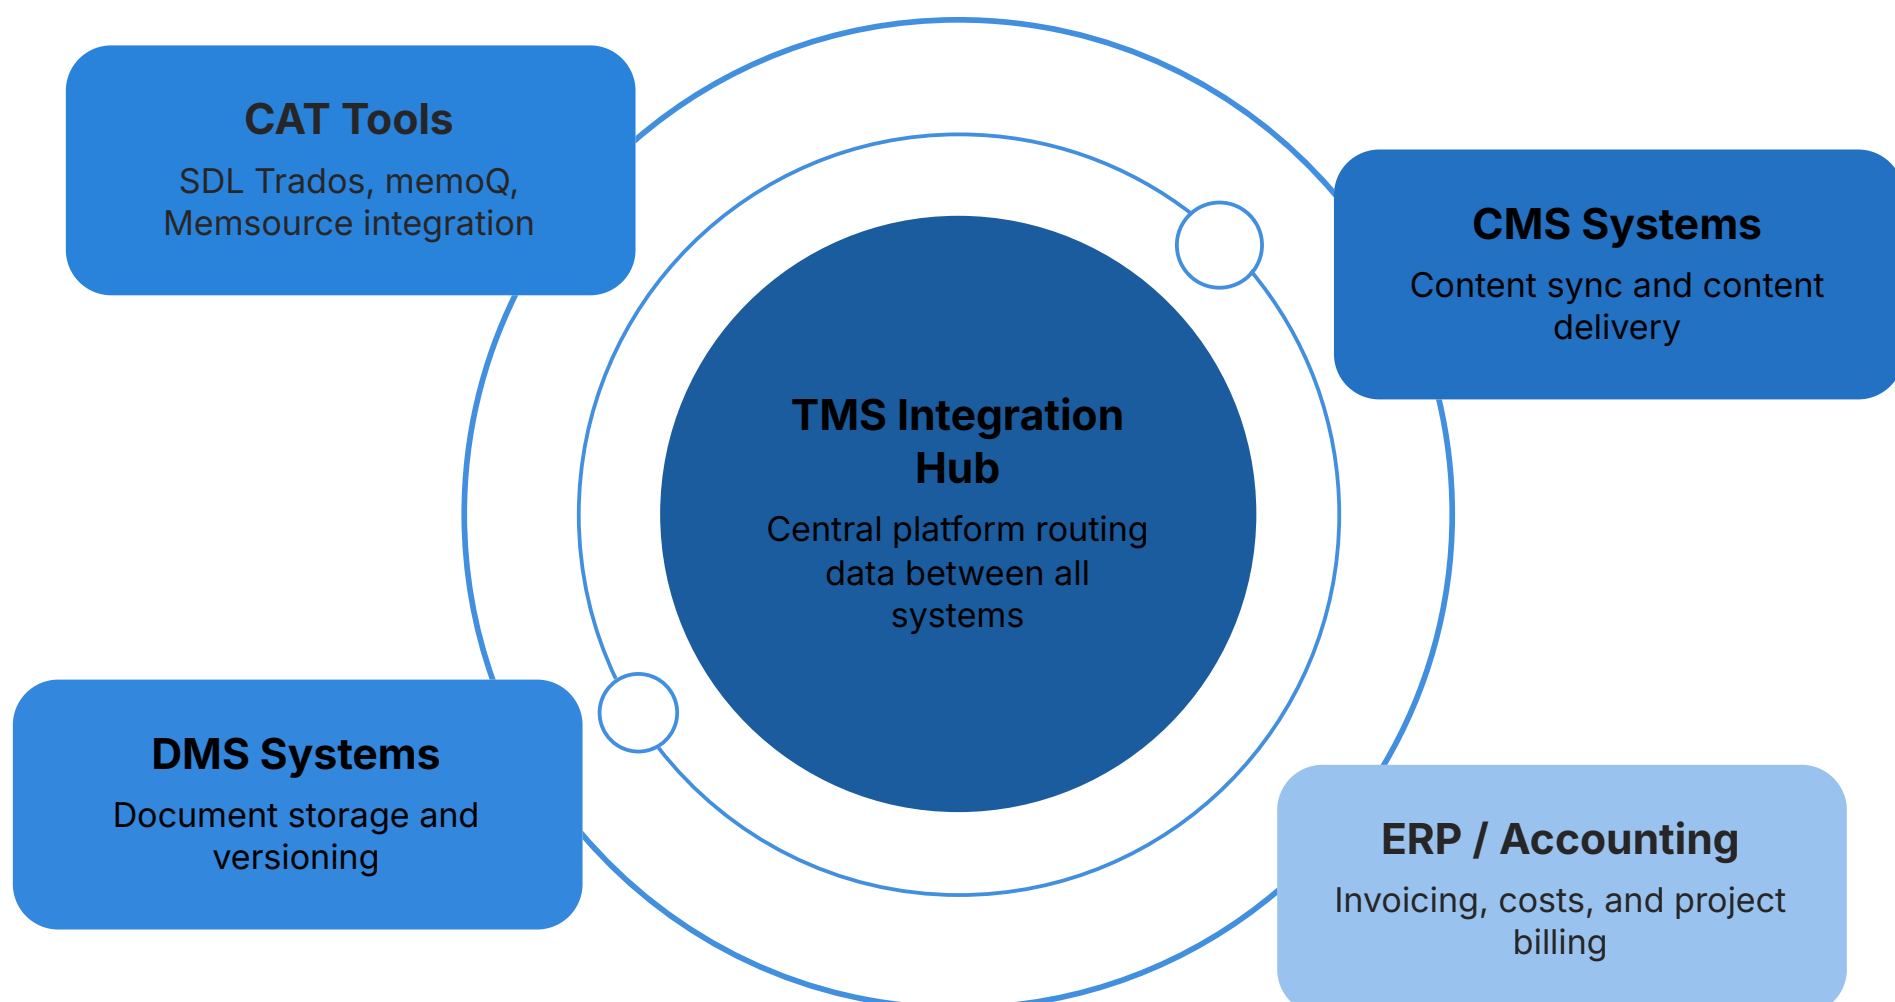 CAT Tools
SDL Trados, memoQ,
Memsource integration
CMS Systems
Content sync and content
delivery
TMS Integration
Hub
Central platform routing
data between all
systems
DMS Systems
Document storage and
versioning
ERP / Accounting
Invoicing, costs, and project
billing